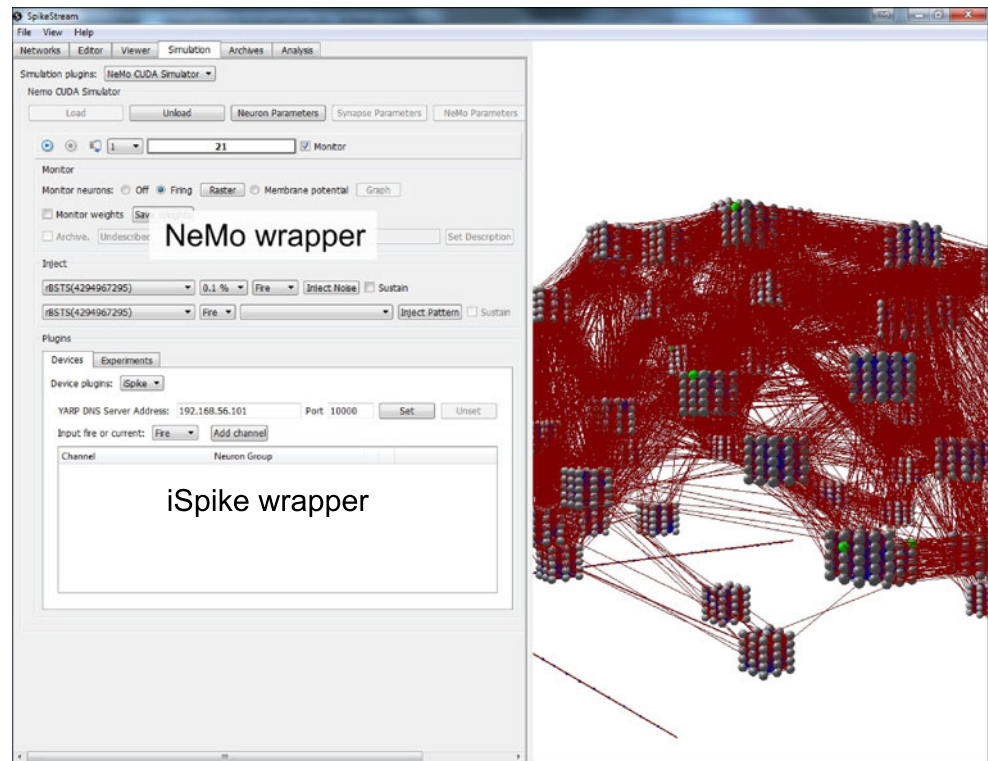 SpikeStream
File View Help
Networks Editor Viewer Simulation Archives Analysis
Simulation plugins: NeMo CUDA Simulator
Nemo CUDA Simulator
Load Unload Neuron Parameters Synapse Parameters NeMo Parameters
1 21 Monitor
Monitor
Monitor neurons: Off Firing Raster Membrane potential Graph
Monitor weights Save
Archive. Undescribed Set Description
NeMo wrapper
Inject
rBSTS(4294967295) 0.1 % Fire Inject Noise Sustain
rBSTS(4294967295) Fire Inject Pattern Sustain
Plugins
Devices Experiments
Device plugins: iSpike
YARP DNS Server Address: 192.168.56.101 Port 10000 Set Unset
Input fire or current: Fire Add channel
Channel Neuron Group
iSpike wrapper